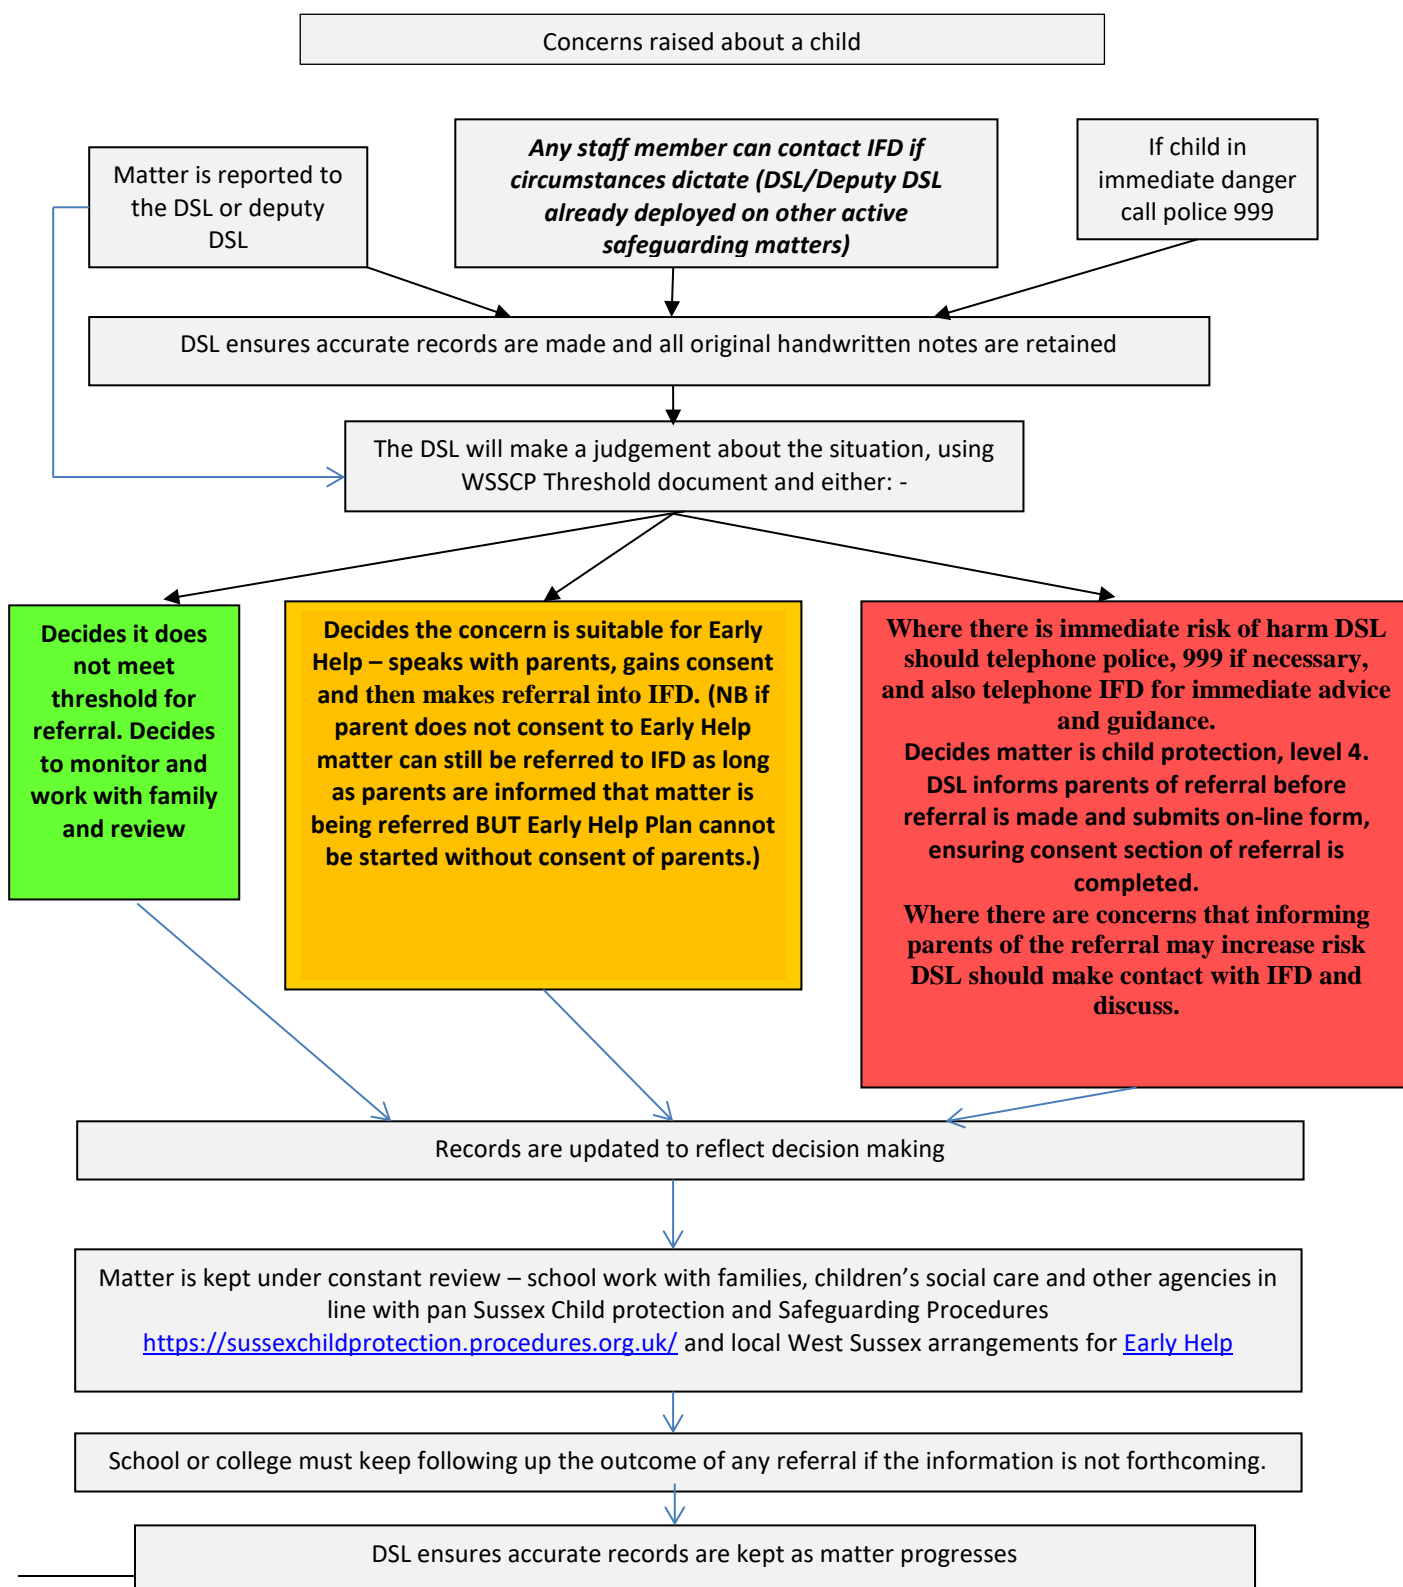 Concerns raised about a child
Matter is reported to
the DSL or deputy
DSL
Any staff member can contact IFD if
circumstances dictate (DSL/Deputy DSL
already deployed on other active
safeguarding matters)
If child in
immediate danger
call police 999
DSL ensures accurate records are made and all original handwritten notes are retained
The DSL will make a judgement about the situation, using
WSSCP Threshold document and either: -
Decides it does
not meet
threshold for
referral. Decides
to monitor and
work with family
and review
Decides the concern is suitable for Early
Help – speaks with parents, gains consent
and then makes referral into IFD. (NB if
parent does not consent to Early Help
matter can still be referred to IFD as long
as parents are informed that matter is
being referred BUT Early Help Plan cannot
be started without consent of parents.)
Where there is immediate risk of harm DSL
should telephone police, 999 if necessary,
and also telephone IFD for immediate advice
and guidance.
Decides matter is child protection, level 4.
DSL informs parents of referral before
referral is made and submits on-line form,
ensuring consent section of referral is
completed.
Where there are concerns that informing
parents of the referral may increase risk
DSL should make contact with IFD and
discuss.
Records are updated to reflect decision making
Matter is kept under constant review – school work with families, children’s social care and other agencies in
line with pan Sussex Child protection and Safeguarding Procedures
https://sussexchildprotection.procedures.org.uk/ and local West Sussex arrangements for Early Help
School or college must keep following up the outcome of any referral if the information is not forthcoming.
DSL ensures accurate records are kept as matter progresses